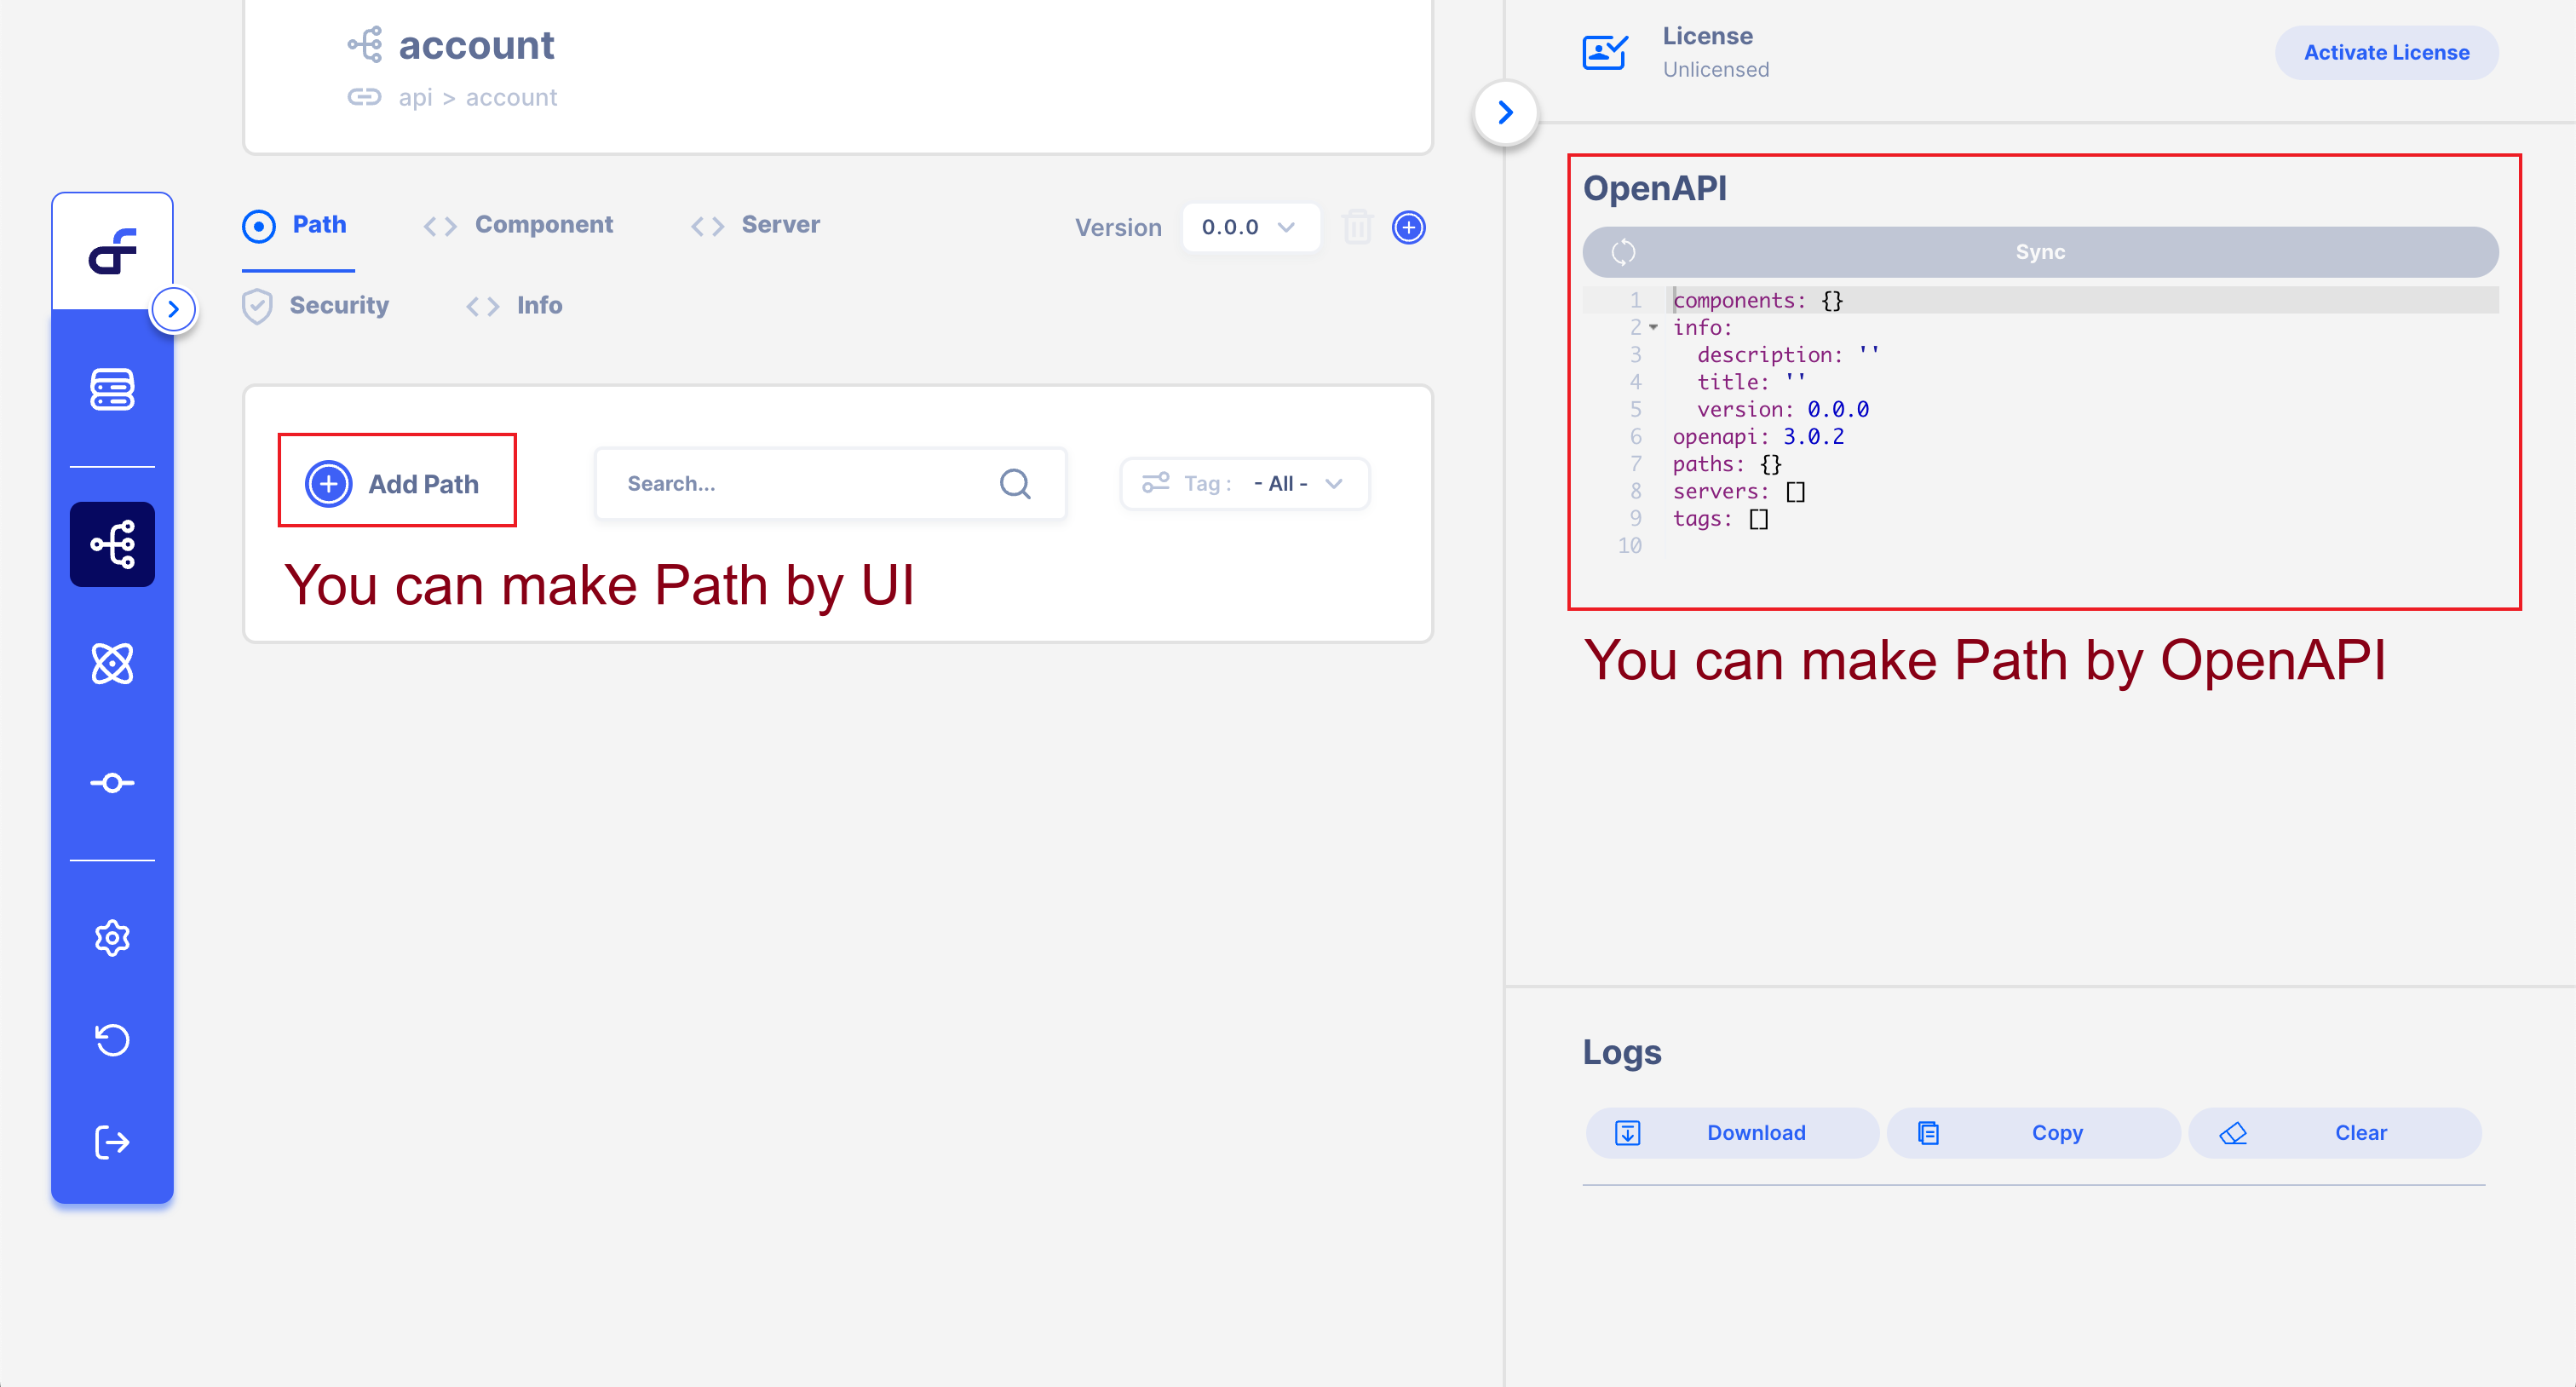 account
api > account
Path
Component
Server
Version
0.0.0
Security
Info
Add Path
Search...
Tag :
- All -
You can make Path by UI
License
Unlicensed
Activate License
OpenAPI
Sync
1 components: {}
2 info:
3 description: ''
4 title: ''
5 version: 0.0.0
6 openapi: 3.0.2
7 paths: {}
8 servers: []
9 tags: []
10
You can make Path by OpenAPI
Logs
Download
Copy
Clear